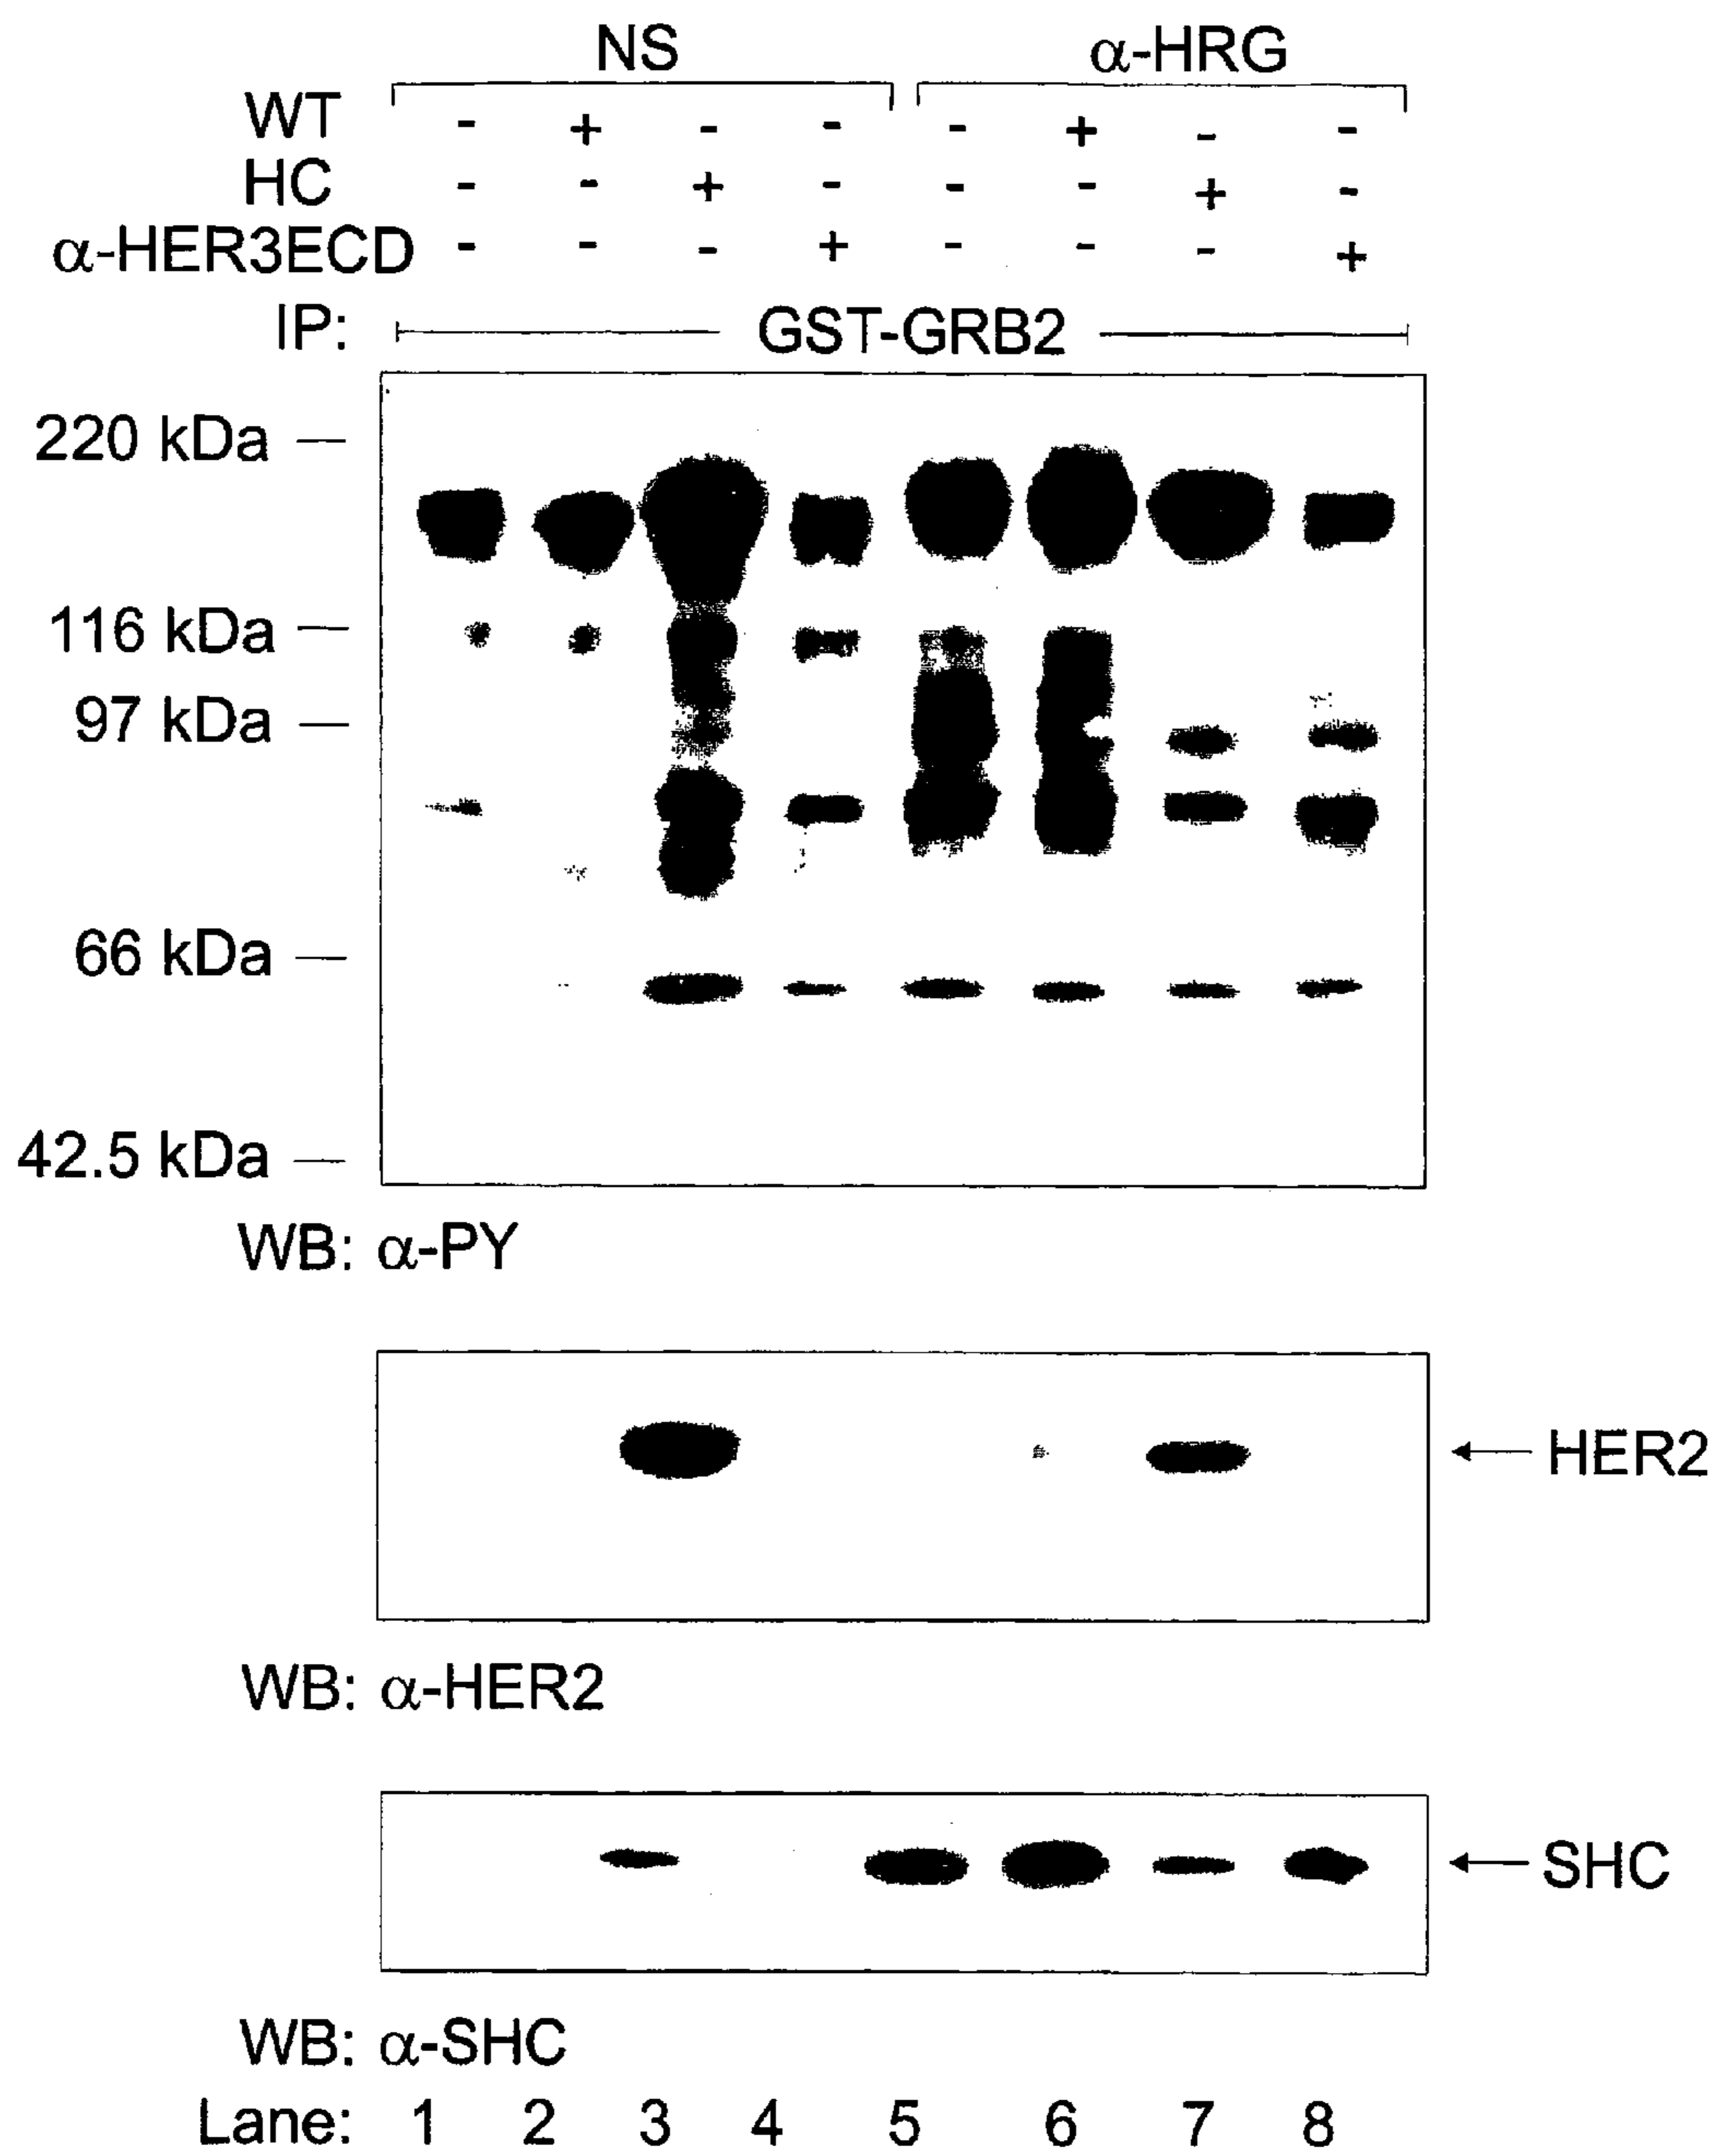 NS α-HRG
WT - + - - - + - -
HC - - + - - - + -
α-HER3ECD - - - + - - - +
IP: GST-GRB2
220 kDa
116 kDa
97 kDa
66 kDa
42.5 kDa
WB: α-PY
HER2
WB: α-HER2
SHC
WB: α-SHC
Lane: 1 2 3 4 5 6 7 8